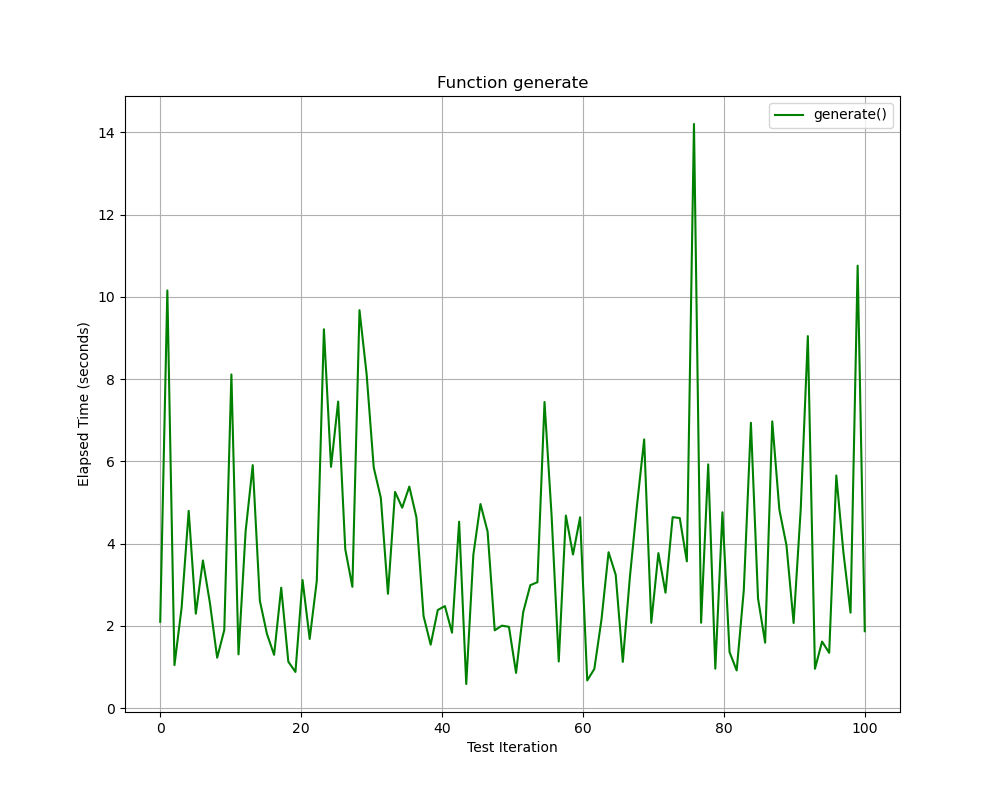 Function generate
generate()
14
12
10
8
6
4
2
0
Elapsed Time (seconds)
0 20 40 60 80 100
Test Iteration